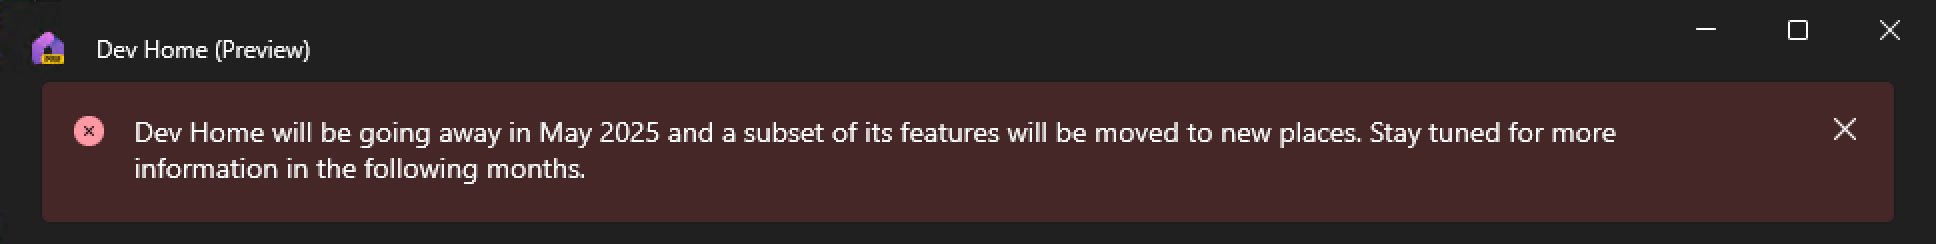 Dev Home (Preview)
Dev Home will be going away in May 2025 and a subset of its features will be moved to new places. Stay tuned for more
information in the following months.